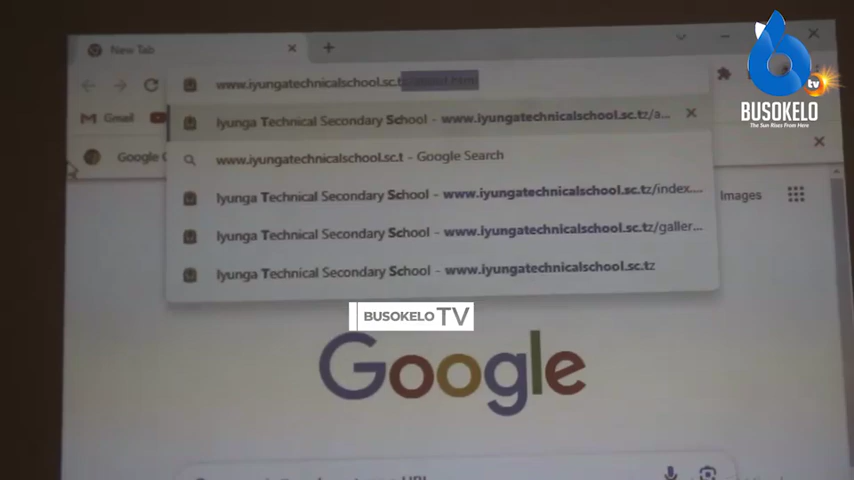 New Tab
www.iyungatechnicalschool.sc.t
Gmail
Iyunga Technical Secondary School - www.iyungatechnicalschool.sc.tz/a...
www.iyungatechnicalschool.sc.t - Google Search
Google
Iyunga Technical Secondary School - www.iyungatechnicalschool.sc.tz/index....
Images
Iyunga Technical Secondary School - www.iyungatechnicalschool.sc.tz/galler...
Iyunga Technical Secondary School - www.iyungatechnicalschool.sc.tz
BUSOKELO TV
Google
tv
BUSOKELO
The Sun Rises From Here